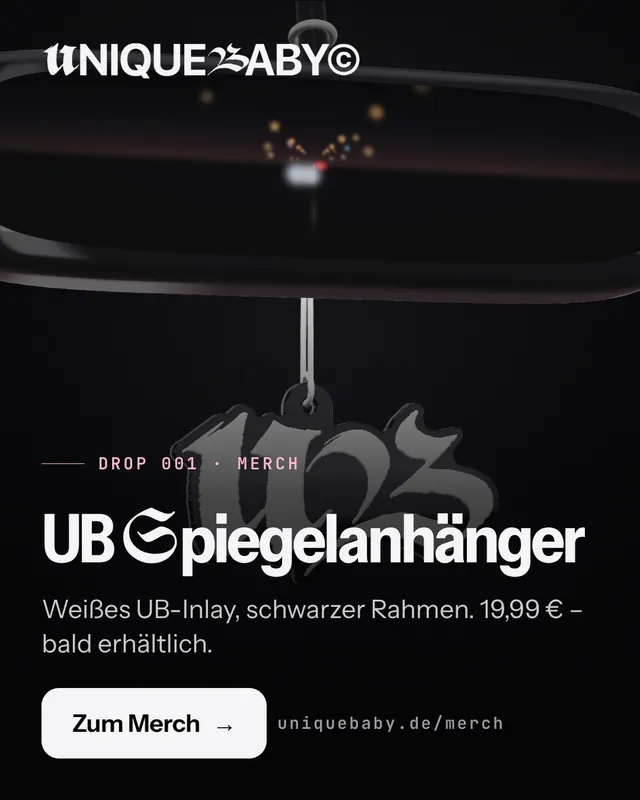 UNIQUEBABY©
UB
DROP 001 · MERCH
UB Spiegelanhänger
Weißes UB-Inlay, schwarzer Rahmen. 19,99 € –
bald erhältlich.
Zum Merch →
uniquebaby.de/merch